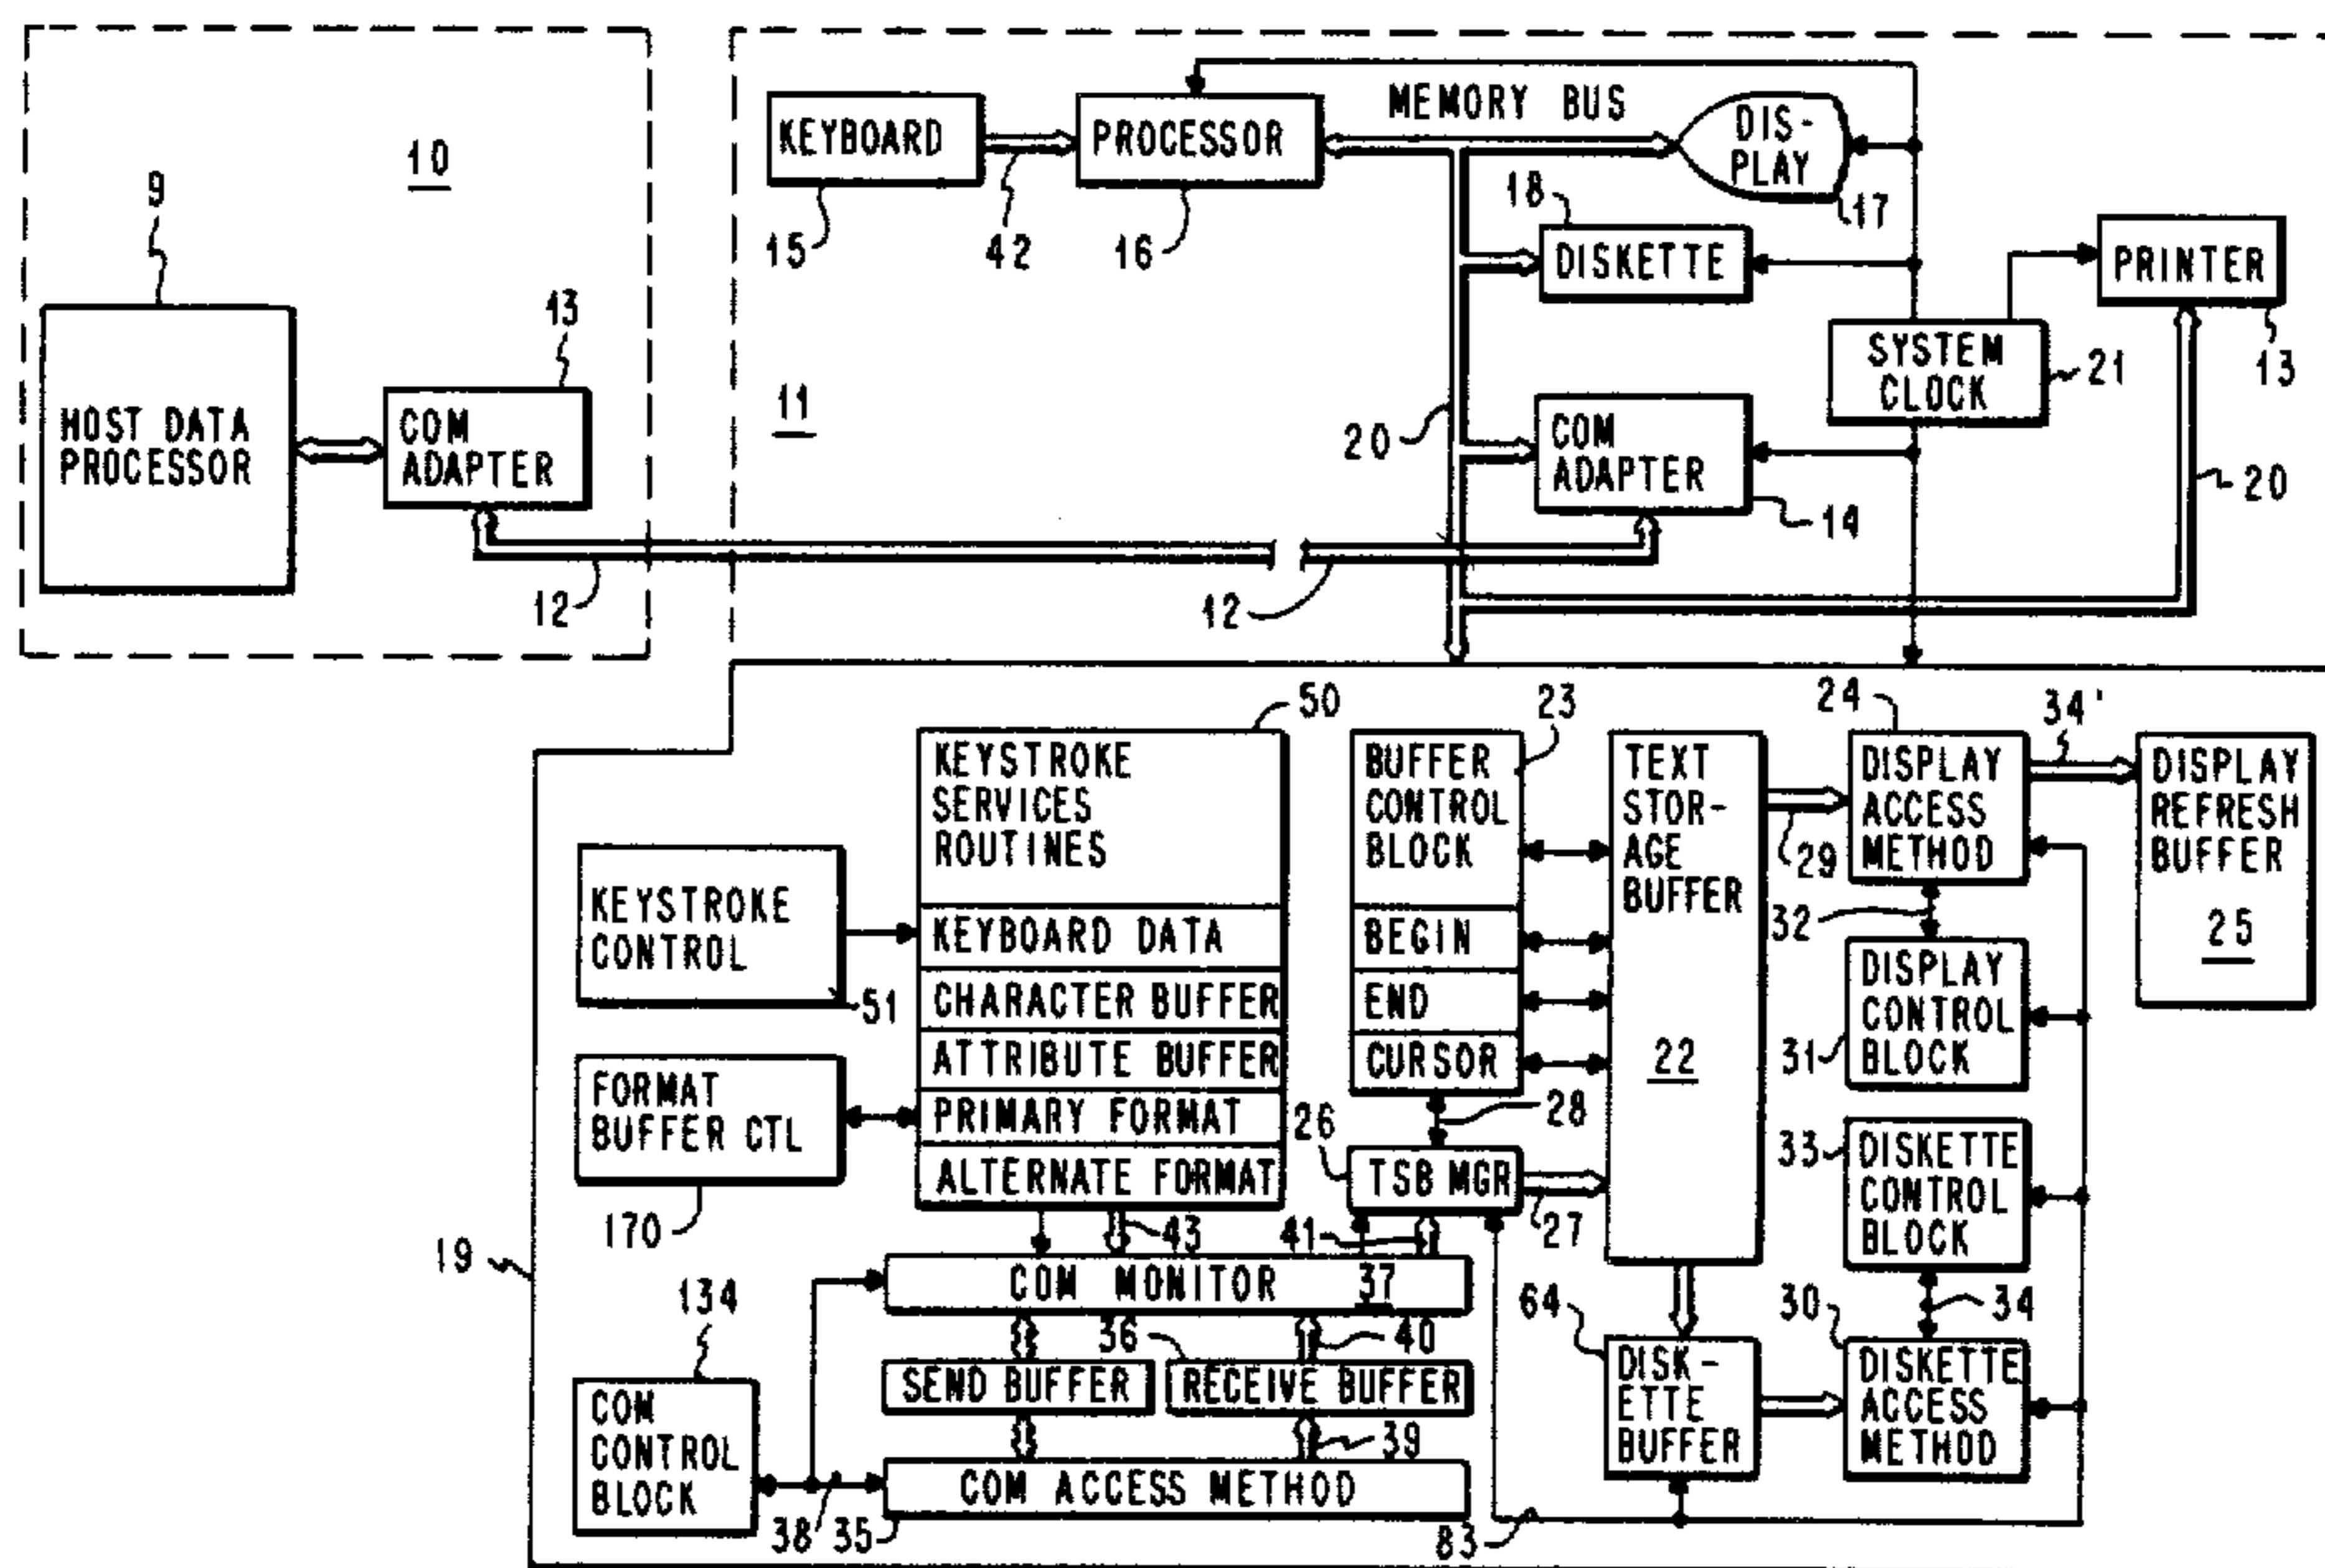 10
9
HOST DATA
PROCESSOR
13
COM
ADAPTER
12
11
KEYBOARD
15
42
PROCESSOR
16
MEMORY BUS
DIS-
PLAY
17
18
DISKETTE
PRINTER
13
SYSTEM
CLOCK
21
20
COM
ADAPTER
14
20
12
19
50
KEYSTROKE
SERVICES
ROUTINES
KEYBOARD DATA
CHARACTER BUFFER
ATTRIBUTE BUFFER
PRIMARY FORMAT
ALTERNATE FORMAT
KEYSTROKE
CONTROL
51
FORMAT
BUFFER CTL
170
23
BUFFER
CONTROL
BLOCK
BEGIN
END
CURSOR
28
26
TSB MGR
27
TEXT
STOR-
AGE
BUFFER
22
24
DISPLAY
ACCESS
METHOD
29
34'
DISPLAY
REFRESH
BUFFER
25
32
DISPLAY
CONTROL
BLOCK
31
33
DISKETTE
CONTROL
BLOCK
34
30
DISKETTE
ACCESS
METHOD
64
DISK-
ETTE
BUFFER
43
41
COM MONITOR 37
134
COM
CONTROL
BLOCK
36
40
SEND BUFFER
RECEIVE BUFFER
39
COM ACCESS METHOD
38
35
83